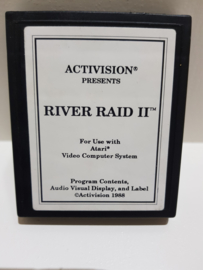 ACTIVISION®
PRESENTS
RIVER RAID II™
For Use with
Atari®
Video Computer System
Program Contents,
Audio Visual Display, and Label
©Activision 1988